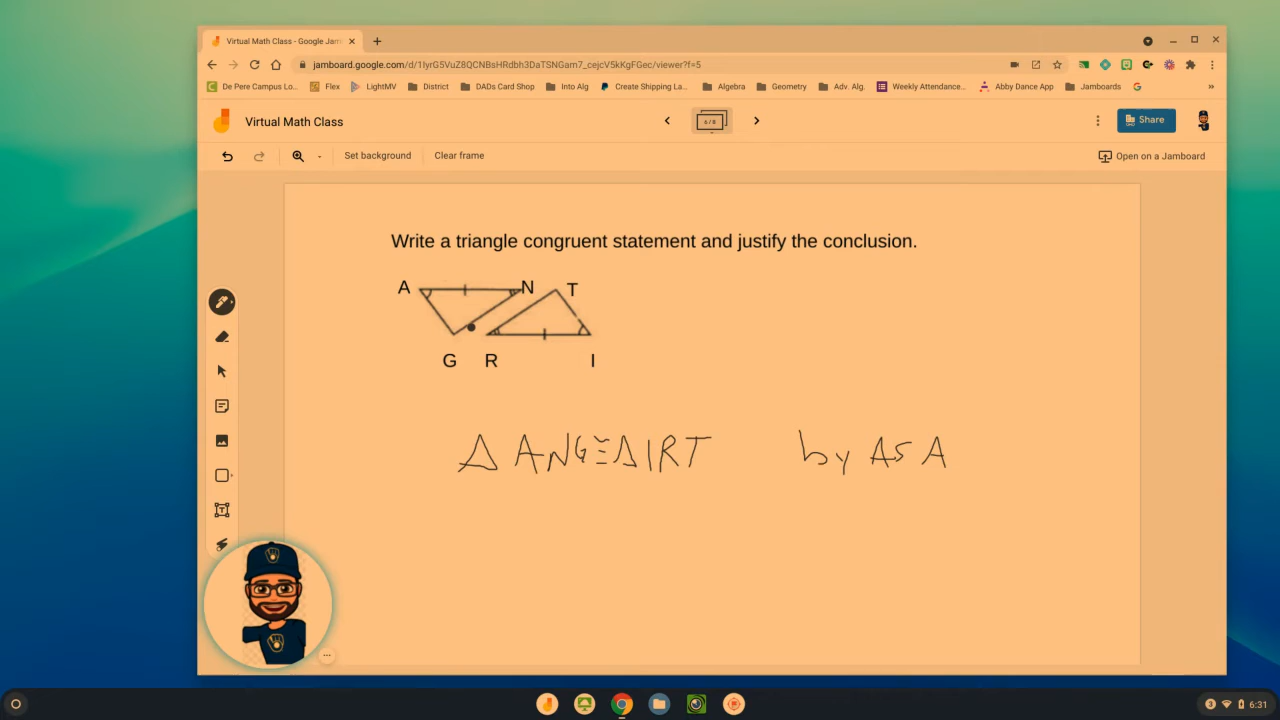 Virtual Math Class - Google Jam
jamboard.google.com/d/1IyrG5VuZ8QCNBsHRdbh3DaTSNGam7_cejcV5kKgFGec/viewer?f=5
De Pere Campus Lo... Flex LightMV District DADs Card Shop Into Alg Create Shipping La... Algebra Geometry Adv. Alg. Weekly Attendance... Abby Dance App Jamboards »
Virtual Math Class 6 / 8 Share
Set background Clear frame Open on a Jamboard
Write a triangle congruent statement and justify the conclusion.
A N T
G R I
△ANG≅△IRT by ASA
6:31